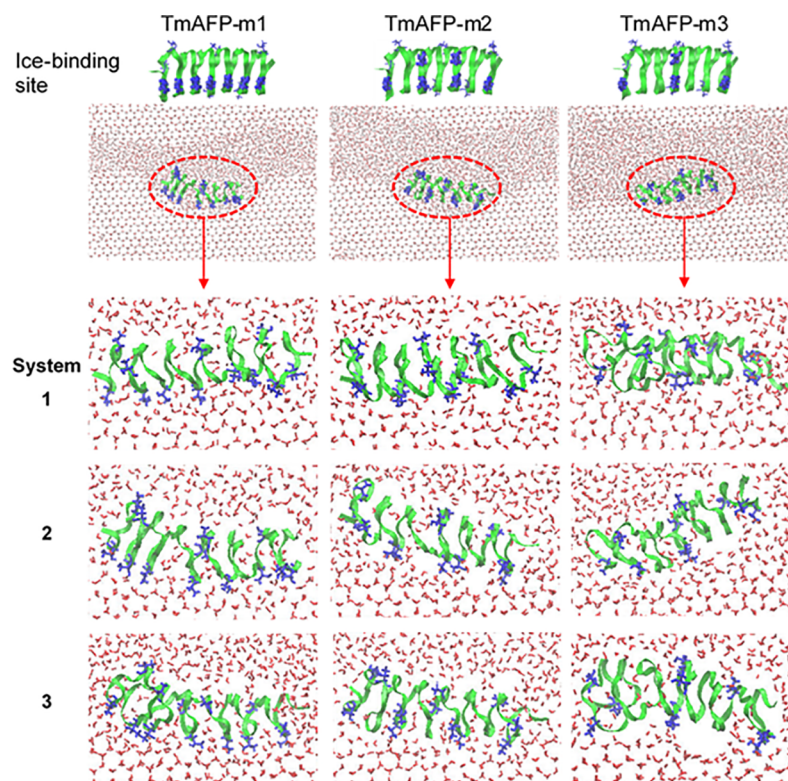 TmAFP-m1 TmAFP-m2 TmAFP-m3
Ice-binding
site
System
1
2
3